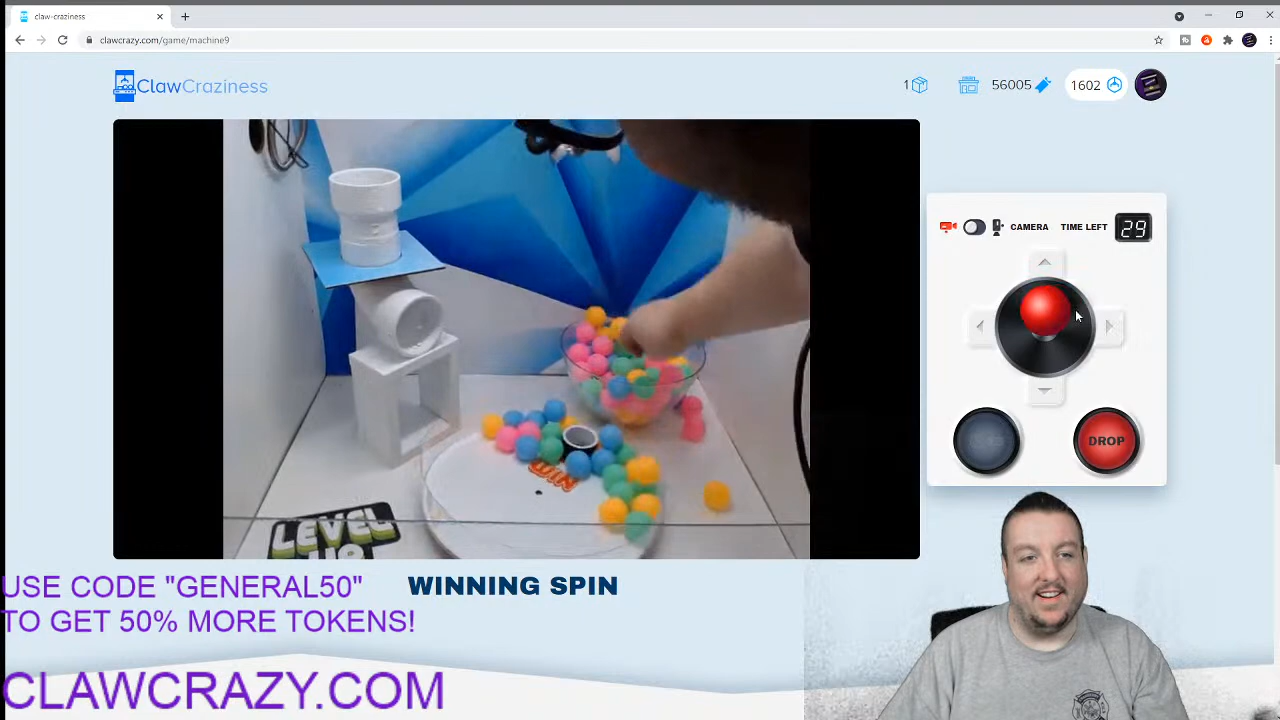 claw-craziness
clawcrazy.com/game/machine9
ClawCraziness
1
56005
1602
CAMERA
TIME LEFT
29
DROP
WIN
LEVEL
WINNING SPIN
USE CODE "GENERAL50"
TO GET 50% MORE TOKENS!
CLAWCRAZY.COM